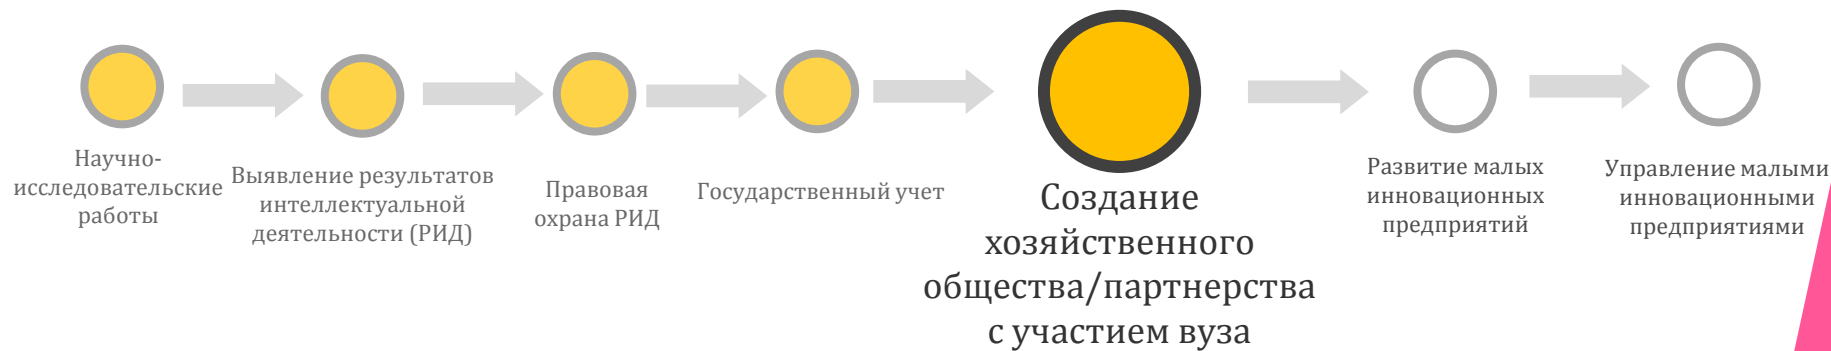 Научно-
исследовательские
работы
Выявление результатов
интеллектуальной
деятельности (РИД)
Правовая
охрана РИД
Государственный учет
Создание
хозяйственного
общества/партнерства
с участием вуза
Развитие малых
инновационных
предприятий
Управление малыми
инновационными
предприятиями